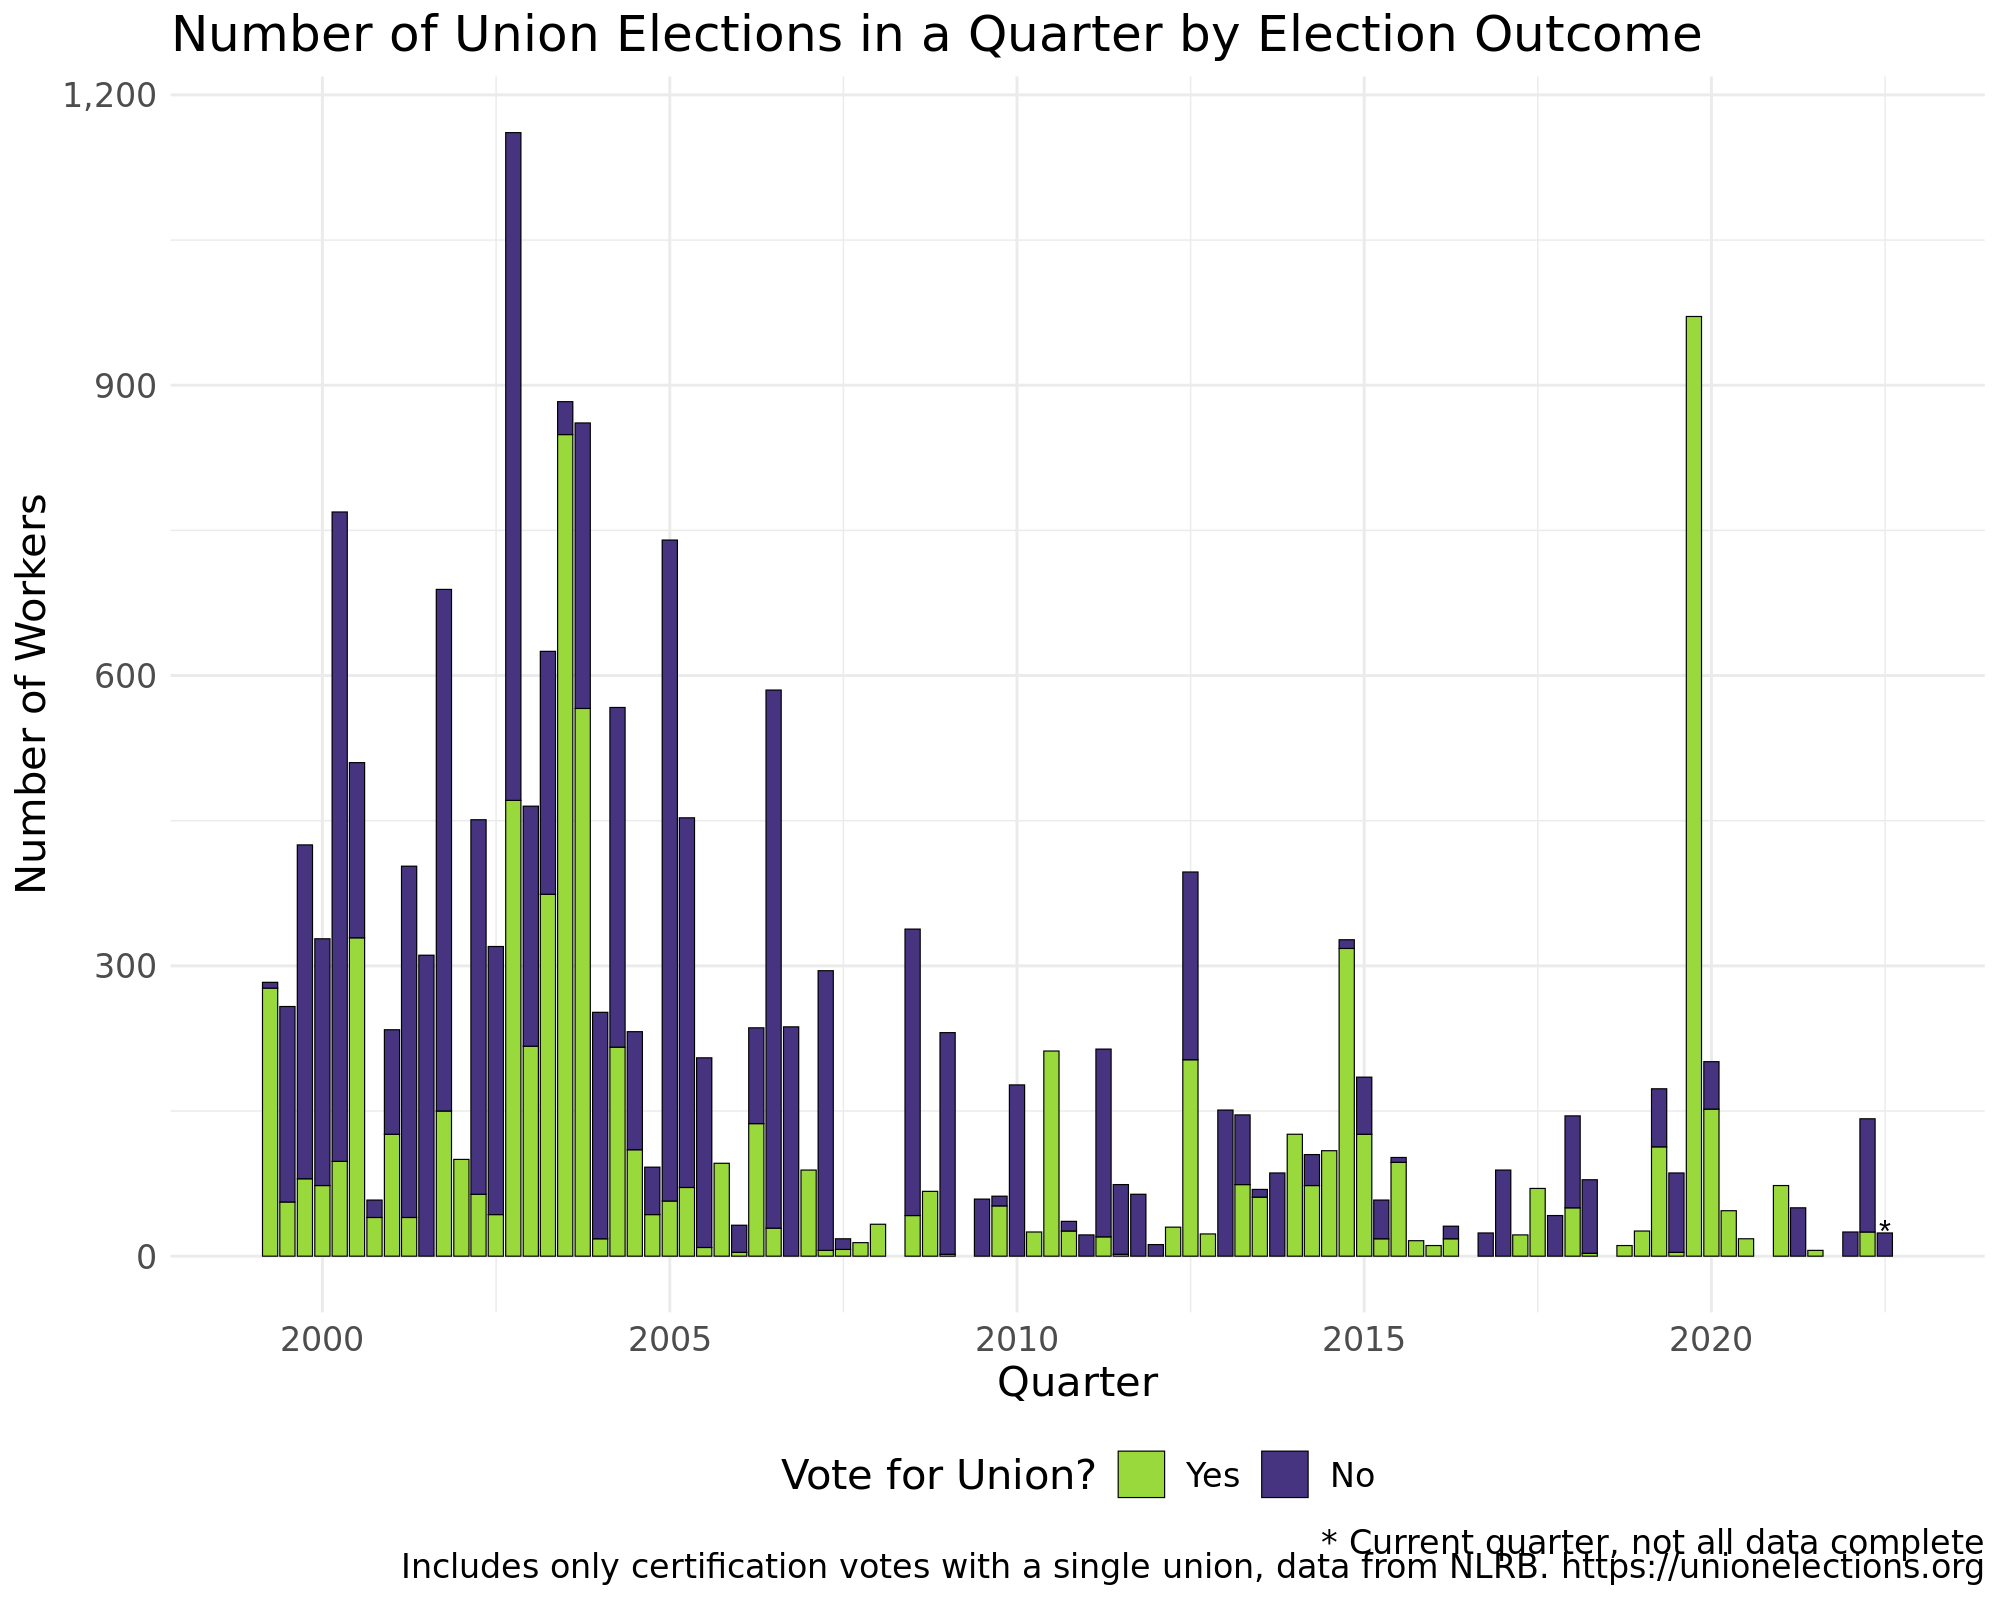 Number of Union Elections in a Quarter by Election Outcome
1,200
900
600
300
0
Number of Workers
*
2000 2005 2010 2015 2020
Quarter
Vote for Union? Yes No
* Current quarter, not all data complete
Includes only certification votes with a single union, data from NLRB. https://unionelections.org